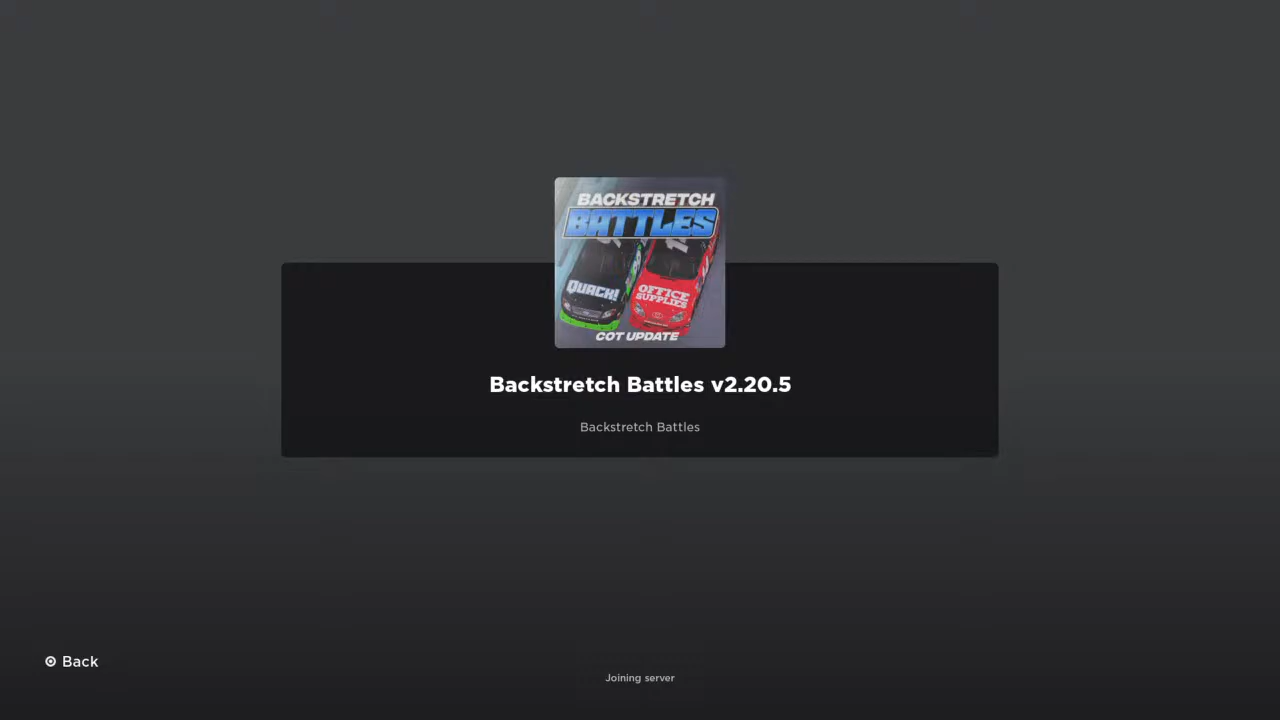 BACKSTRETCH
BATTLES
QUACK!
OFFICE
SUPPLIES
COT UPDATE
Backstretch Battles v2.20.5
Backstretch Battles
Back
Joining server